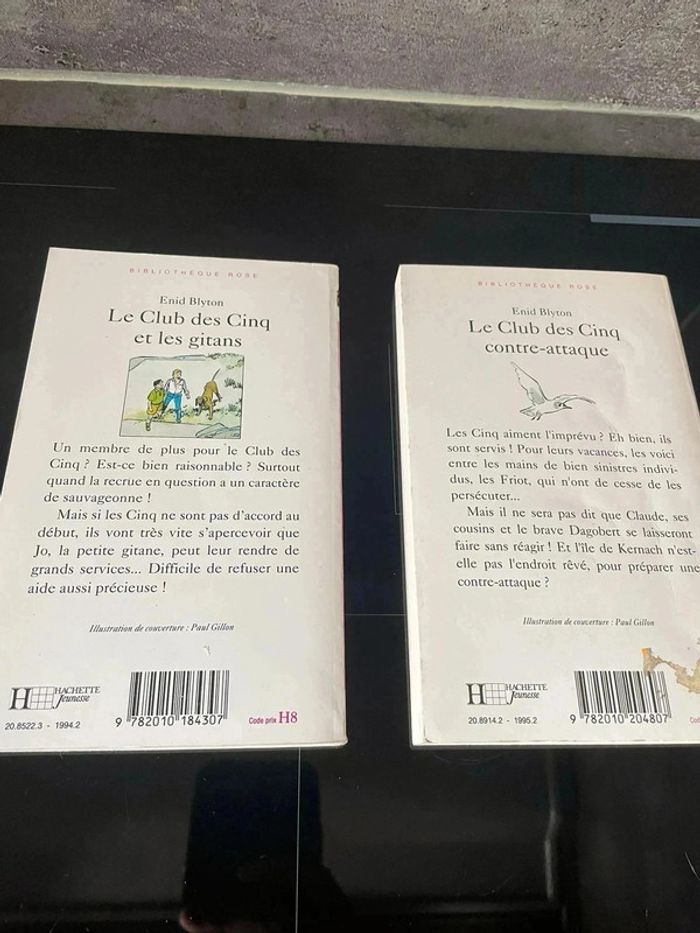 BIBLIOTHÈQUE ROSE
Enid Blyton
Le Club des Cinq
et les gitans
Un membre de plus pour le Club des
Cinq ? Est-ce bien raisonnable ? Surtout
quand la recrue en question a un caractère
de sauvageonne !
Mais si les Cinq ne sont pas d'accord au
début, ils vont très vite s'apercevoir que
Jo, la petite gitane, peut leur rendre de
grands services... Difficile de refuser une
aide aussi précieuse !
Illustration de couverture : Paul Gillon
H HACHETTE
Jeunesse
20.8522.3 - 1994.2
9 782010 184307
Code prix H8
BIBLIOTHÈQUE ROSE
Enid Blyton
Le Club des Cinq
contre-attaque
Les Cinq aiment l'imprévu ? Eh bien, ils
sont servis ! Pour leurs vacances, les voici
entre les mains de bien sinistres indivi-
dus, les Friot, qui n'ont de cesse de les
persécuter...
Mais il ne sera pas dit que Claude, ses
cousins et le brave Dagobert se laisseront
faire sans réagir ! Et l'île de Kernach n'est-
elle pas l'endroit rêvé, pour préparer une
contre-attaque ?
Illustration de couverture : Paul Gillon
H HACHETTE
Jeunesse
20.8914.2 - 1995.2
9 782010 204807